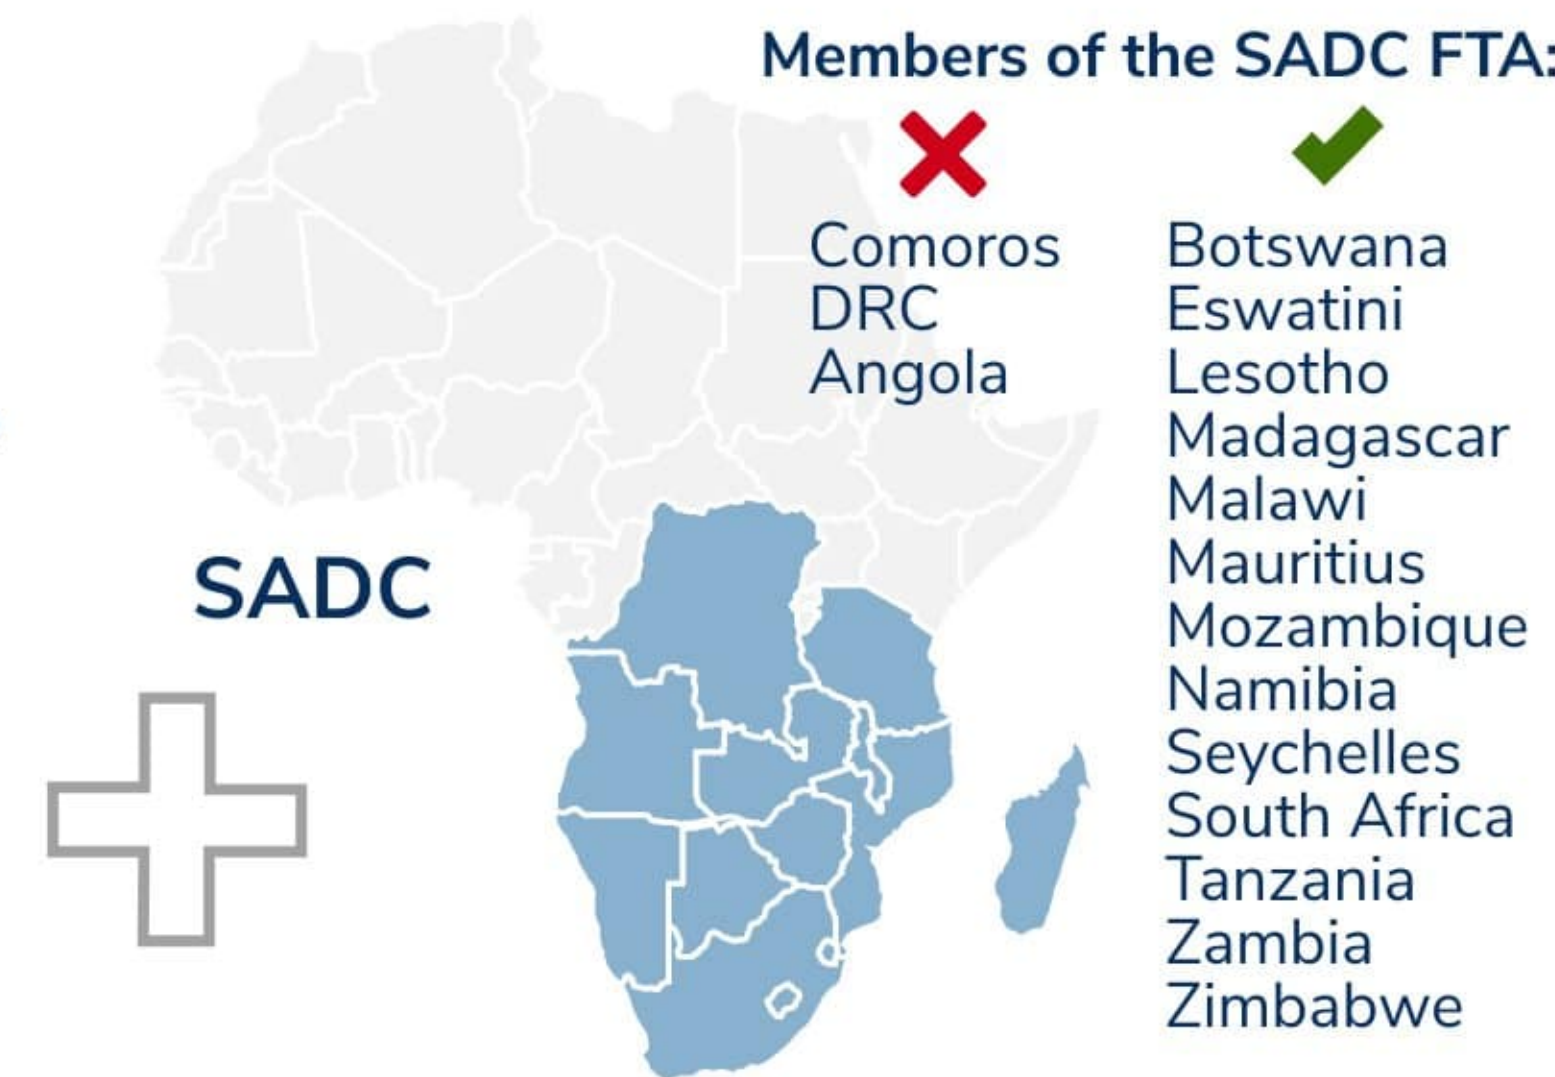 Members of the SADC FTA:
Comoros
DRC
Angola
Botswana
Eswatini
Lesotho
Madagascar
Malawi
Mauritius
Mozambique
Namibia
Seychelles
South Africa
Tanzania
Zambia
Zimbabwe
SADC